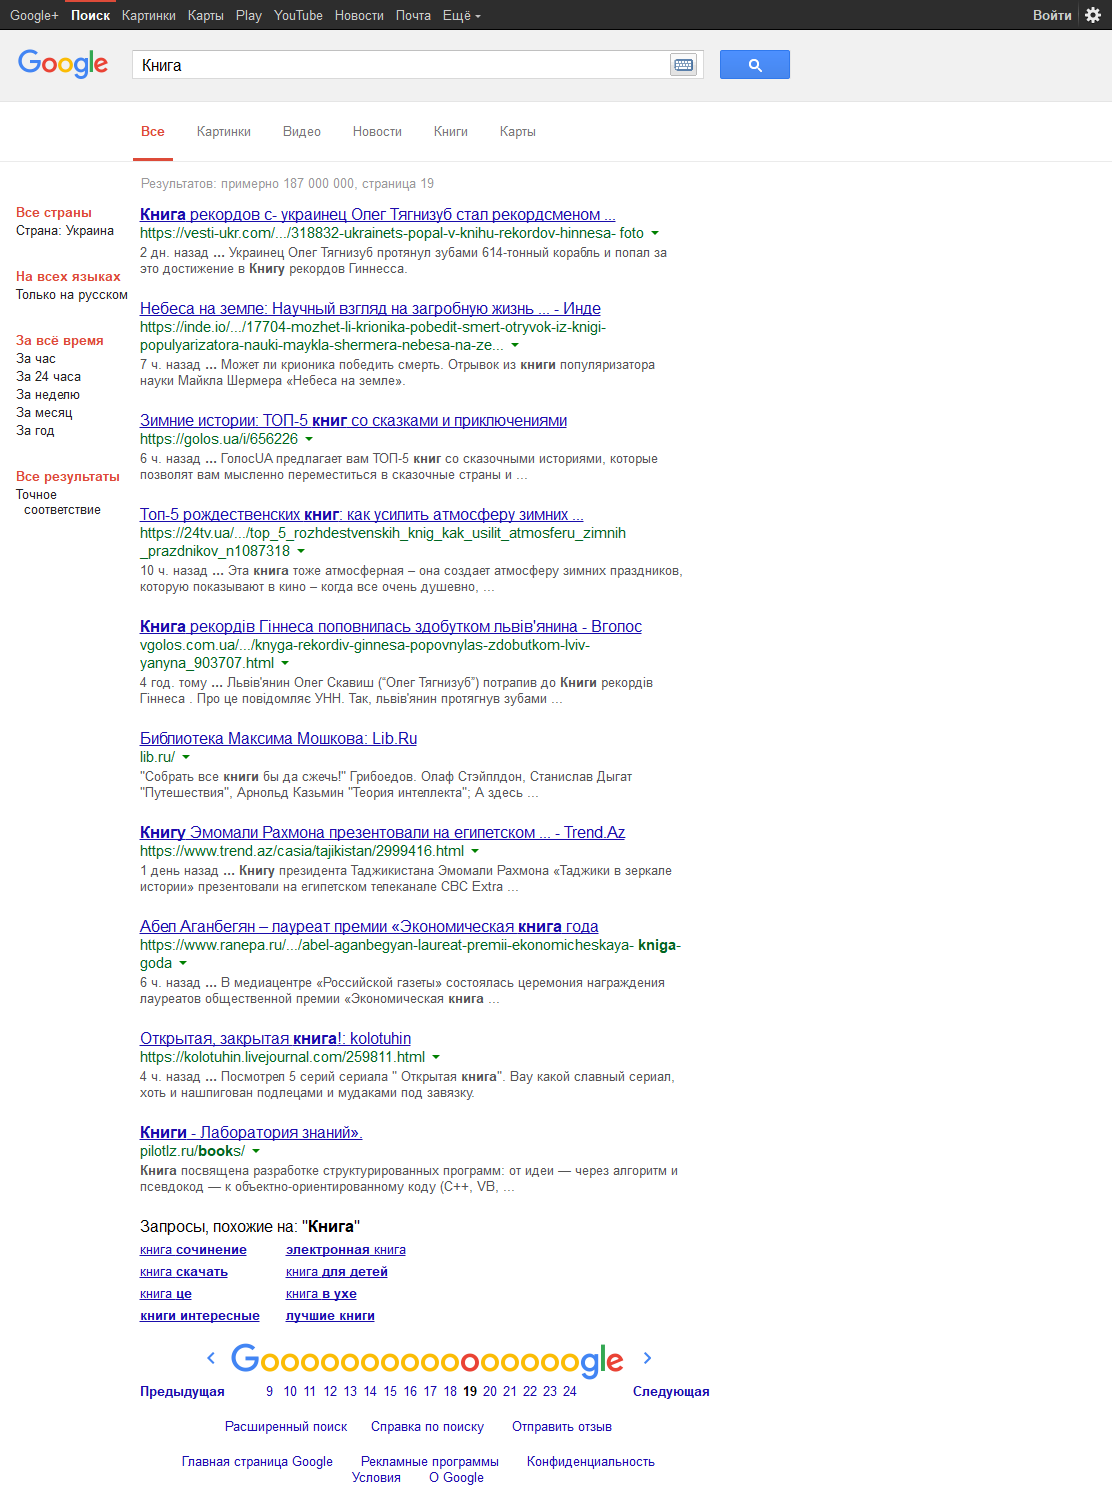 Google+ Поиск Картинки Карты Play YouTube Новости Почта Ещё Войти
Google Книга
Все Картинки Видео Новости Книги Карты
Результатов: примерно 187 000 000, страница 19
Все страны
Страна: Украина
На всех языках
Только на русском
За всё время
За час
За 24 часа
За неделю
За месяц
За год
Все результаты
Точное
соответствие
Книга рекордов с- украинец Олег Тягнизуб стал рекордсменом ...
https://vesti-ukr.com/.../318832-ukrainets-popal-v-knihu-rekordov-hinnesa- foto
2 дн. назад ... Украинец Олег Тягнизуб протянул зубами 614-тонный корабль и попал за
это достижение в Книгу рекордов Гиннесса.
Небеса на земле: Научный взгляд на загробную жизнь ... - Инде
https://inde.io/.../17704-mozhet-li-krionika-pobedit-smert-otryvok-iz-knigi-
populyarizatora-nauki-maykla-shermera-nebesa-na-ze...
7 ч. назад ... Может ли крионика победить смерть. Отрывок из книги популяризатора
науки Майкла Шермера «Небеса на земле».
Зимние истории: ТОП-5 книг со сказками и приключениями
https://golos.ua/i/656226
6 ч. назад ... ГолосUA предлагает вам ТОП-5 книг со сказочными историями, которые
позволят вам мысленно переместиться в сказочные страны и ...
Топ-5 рождественских книг: как усилить атмосферу зимних ...
https://24tv.ua/.../top_5_rozhdestvenskih_knig_kak_usilit_atmosferu_zimnih
_prazdnikov_n1087318
10 ч. назад ... Эта книга тоже атмосферная – она создает атмосферу зимних праздников,
которую показывают в кино – когда все очень душевно, ...
Книга рекордів Гіннеса поповнилась здобутком львів'янина - Вголос
vgolos.com.ua/.../knyga-rekordiv-ginnesa-popovnylas-zdobutkom-lviv-
yanyna_903707.html
4 год. тому ... Львів'янин Олег Скавиш (“Олег Тягнизуб”) потрапив до Книги рекордів
Гіннеса . Про це повідомляє УНН. Так, львів'янин протягнув зубами ...
Библиотека Максима Мошкова: Lib.Ru
lib.ru/
"Собрать все книги бы да сжечь!" Грибоедов. Олаф Стэйплдон, Станислав Дыгат
"Путешествия", Арнольд Казьмин "Теория интеллекта"; А здесь ...
Книгу Эмомали Рахмона презентовали на египетском ... - Trend.Az
https://www.trend.az/casia/tajikistan/2999416.html
1 день назад ... Книгу президента Таджикистана Эмомали Рахмона «Таджики в зеркале
истории» презентовали на египетском телеканале CBC Extra ...
Абел Аганбегян – лауреат премии «Экономическая книга года
https://www.ranepa.ru/.../abel-aganbegyan-laureat-premii-ekonomicheskaya- kniga-
goda
6 ч. назад ... В медиацентре «Российской газеты» состоялась церемония награждения
лауреатов общественной премии «Экономическая книга ...
Открытая, закрытая книга!: kolotuhin
https://kolotuhin.livejournal.com/259811.html
4 ч. назад ... Посмотрел 5 серий сериала " Открытая книга". Вау какой славный сериал,
хоть и нашпигован подлецами и мудаками под завязку.
Книги - Лаборатория знаний».
pilotlz.ru/books/
Книга посвящена разработке структурированных программ: от идеи — через алгоритм и
псевдокод — к объектно-ориентированному коду (C++, VB, ...
Запросы, похожие на: "Книга"
книга сочинение электронная книга
книга скачать книга для детей
книга це книга в ухе
книги интересные лучшие книги
Goooooooooooooooogle
Предыдущая 9 10 11 12 13 14 15 16 17 18 19 20 21 22 23 24 Следующая
Расширенный поиск Справка по поиску Отправить отзыв
Главная страница Google Рекламные программы Конфиденциальность
Условия О Google